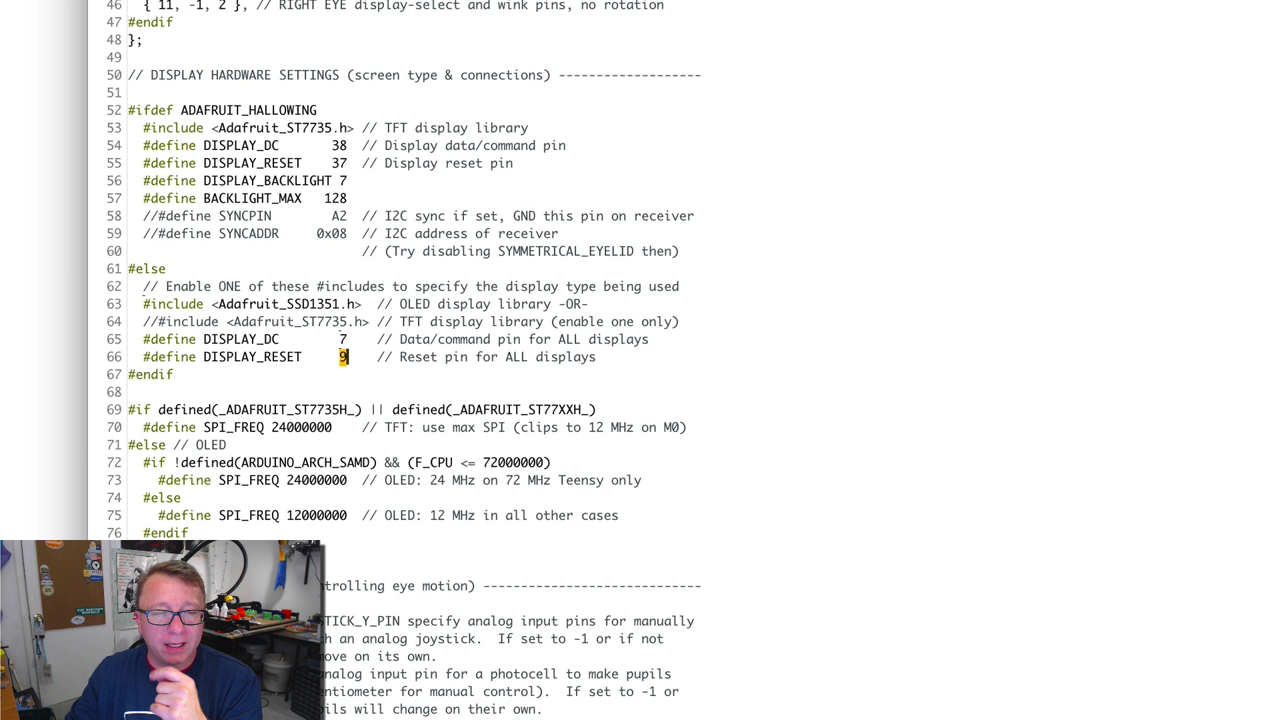 46 { 11, -1, 2 }, // RIGHT EYE display-select and wink pins, no rotation
47 #endif
48 };
49
50 // DISPLAY HARDWARE SETTINGS (screen type & connections) -------------------
51
52 #ifdef ADAFRUIT_HALLOWING
53 #include <Adafruit_ST7735.h> // TFT display library
54 #define DISPLAY_DC 38 // Display data/command pin
55 #define DISPLAY_RESET 37 // Display reset pin
56 #define DISPLAY_BACKLIGHT 7
57 #define BACKLIGHT_MAX 128
58 //#define SYNCPIN A2 // I2C sync if set, GND this pin on receiver
59 //#define SYNCADDR 0x08 // I2C address of receiver
60 // (Try disabling SYMMETRICAL_EYELID then)
61 #else
62 // Enable ONE of these #includes to specify the display type being used
63 #include <Adafruit_SSD1351.h> // OLED display library -OR-
64 //#include <Adafruit_ST7735.h> // TFT display library (enable one only)
65 #define DISPLAY_DC 7 // Data/command pin for ALL displays
66 #define DISPLAY_RESET 9 // Reset pin for ALL displays
67 #endif
68
69 #if defined(_ADAFRUIT_ST7735H_) || defined(_ADAFRUIT_ST77XXH_)
70 #define SPI_FREQ 24000000 // TFT: use max SPI (clips to 12 MHz on M0)
71 #else // OLED
72 #if !defined(ARDUINO_ARCH_SAMD) && (F_CPU <= 72000000)
73 #define SPI_FREQ 24000000 // OLED: 24 MHz on 72 MHz Teensy only
74 #else
75 #define SPI_FREQ 12000000 // OLED: 12 MHz in all other cases
76 #endif
ntrolling eye motion) -----------------------------
STICK_Y_PIN specify analog input pins for manually
h an analog joystick. If set to -1 or if not
ove on its own.
nalog input pin for a photocell to make pupils
entiometer for manual control). If set to -1 or
ils will change on their own.